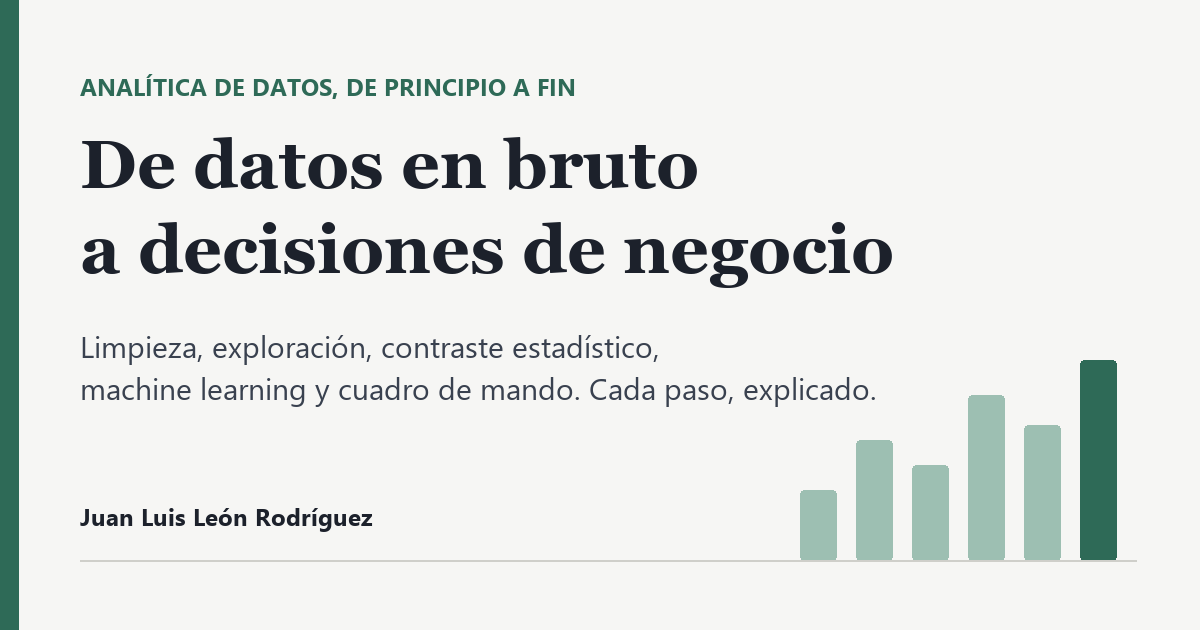 ANALÍTICA DE DATOS, DE PRINCIPIO A FIN
De datos en bruto
a decisiones de negocio
Limpieza, exploración, contraste estadístico,
machine learning y cuadro de mando. Cada paso, explicado.
Juan Luis León Rodríguez